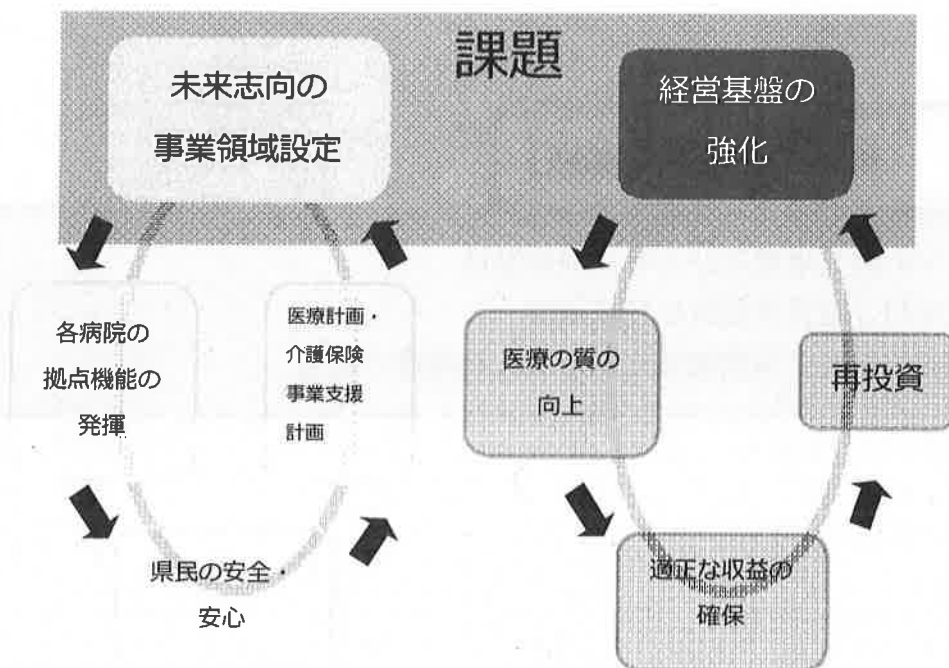 課題
未来志向の
事業領域設定
各病院の
拠点機能の
発揮
医療計画・
介護保険
事業支援
計画
県民の安全・
安心
経営基盤の
強化
医療の質の
向上
再投資
適正な収益の
確保